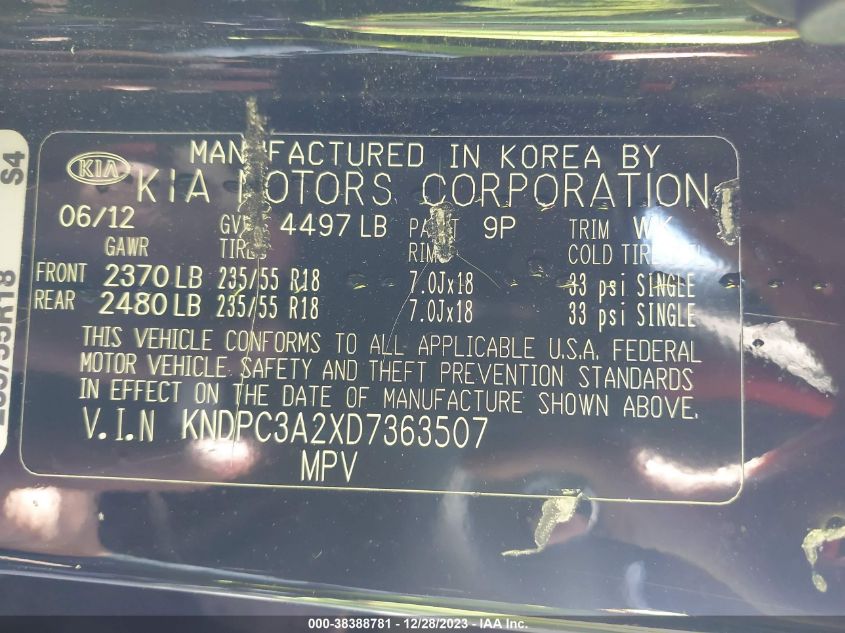 KIA
MANUFACTURED IN KOREA BY
KIA MOTORS CORPORATION
06/12 4497 LB 9P TRIM
GAWR RIM COLD TIRE
FRONT 2370 LB 235/55 R18 7.0Jx18 33 psi SINGLE
REAR 2480 LB 235/55 R18 7.0Jx18 33 psi SINGLE
THIS VEHICLE CONFORMS TO ALL APPLICABLE U.S.A. FEDERAL
MOTOR VEHICLE SAFETY AND THEFT PREVENTION STANDARDS
IN EFFECT ON THE DATE OF MANUFACTURE SHOWN ABOVE.
V.I.N KNDPC3A2XD7363507
MPV
S4
000-38388781 - 12/28/2023 - IAA Inc.